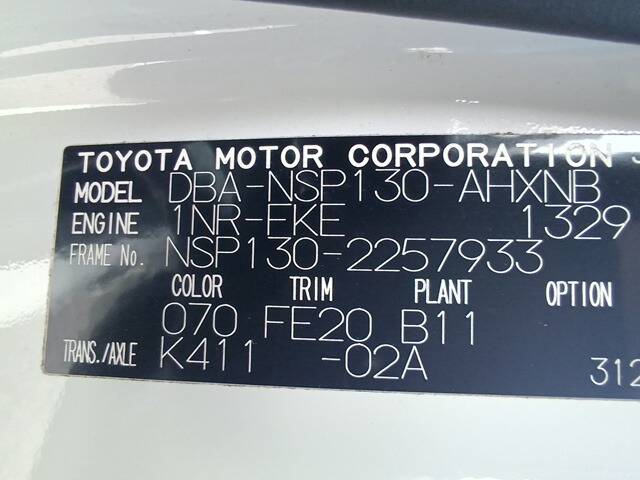 TOYOTA MOTOR CORPORATION
MODEL DBA-NSP130-AHXNB
ENGINE 1NR-FKE 1329
FRAME No. NSP130-2257933
COLOR TRIM PLANT OPTION
070 FE20 B11
TRANS./AXLE K411 -02A
312